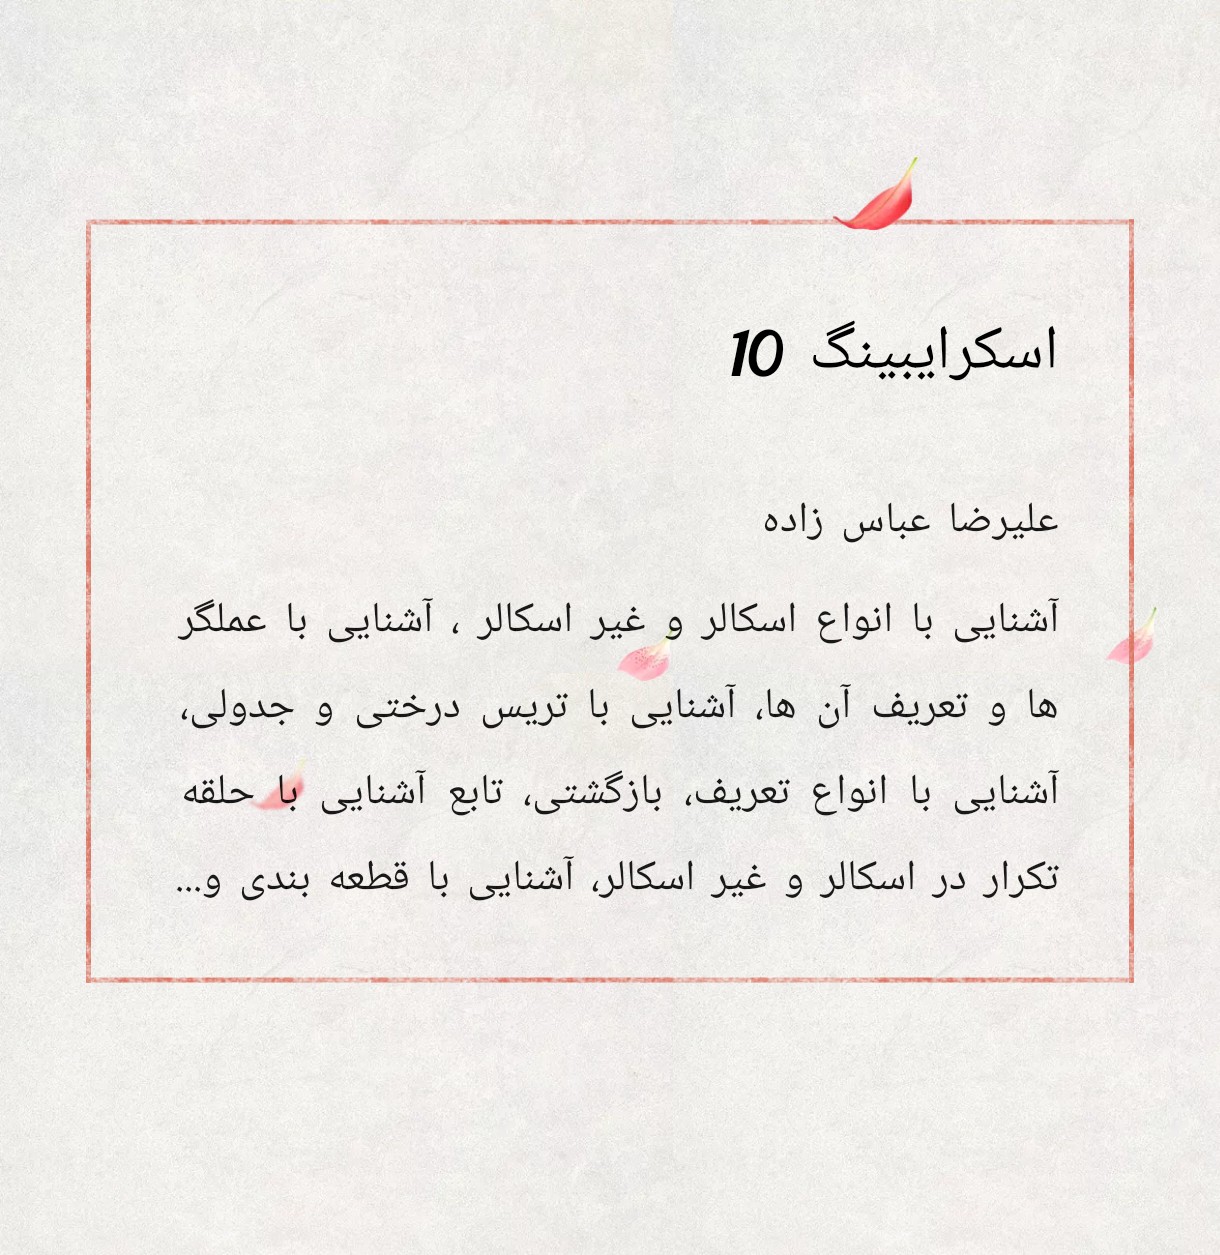 اسکرایبینگ 10
علیرضا عباس زاده
آشنایی با انواع اسکالر و غیر اسکالر ، آشنایی با عملگر
ها و تعریف آن ها، آشنایی با تریس درختی و جدولی،
آشنایی با انواع تعریف، بازگشتی، تابع آشنایی با حلقه
تکرار در اسکالر و غیر اسکالر، آشنایی با قطعه بندی و...